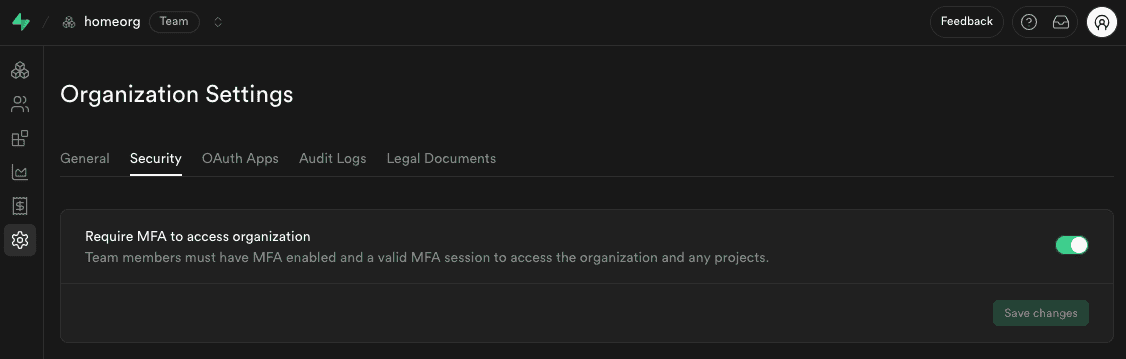 homeorg Team Feedback
Organization Settings
General Security OAuth Apps Audit Logs Legal Documents
Require MFA to access organization
Team members must have MFA enabled and a valid MFA session to access the organization and any projects.
Save changes